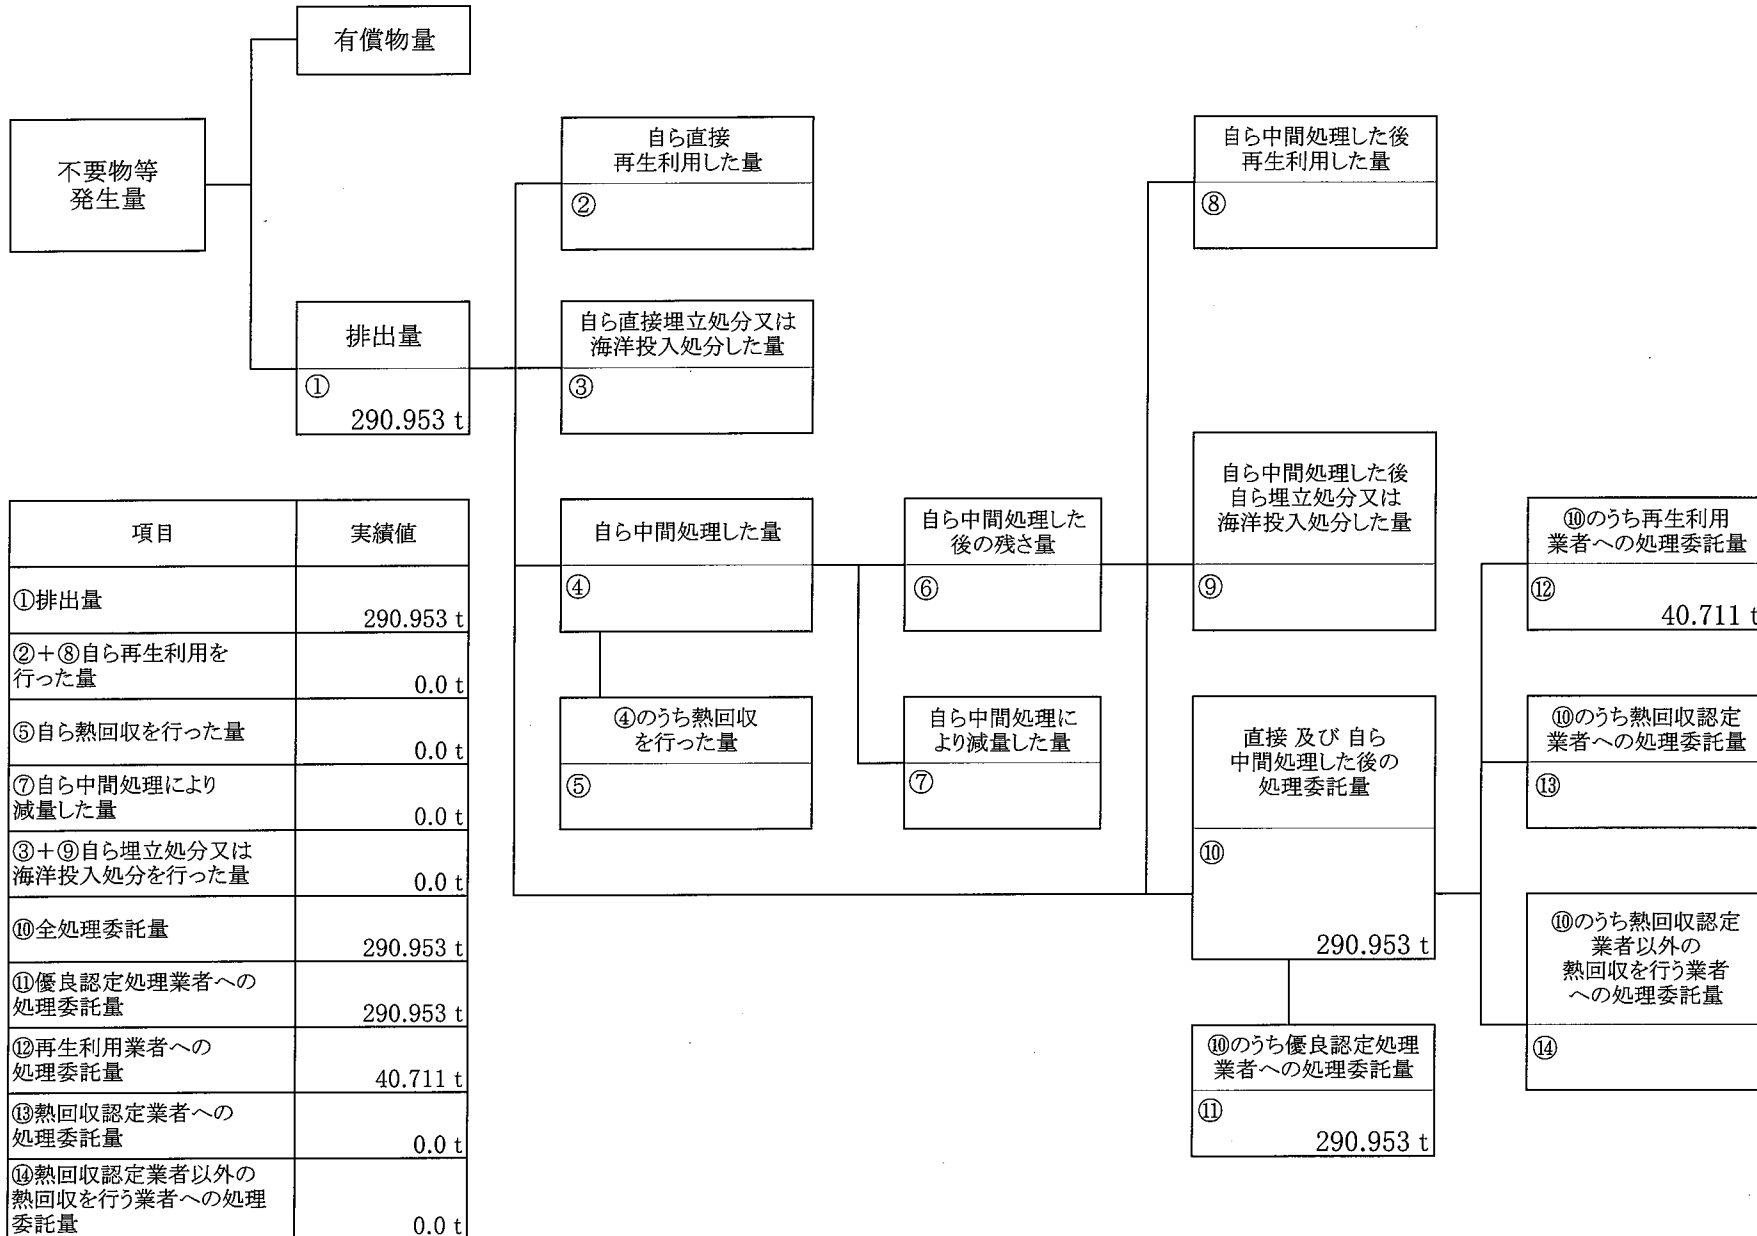 有償物量
不要物等
発生量
自ら直接
再生利用した量
②
自ら中間処理した後
再生利用した量
⑧
排出量
①
290.953 t
自ら直接埋立処分又は
海洋投入処分した量
③
自ら中間処理した量
④
自ら中間処理した
後の残さ量
⑥
自ら中間処理した後
自ら埋立処分又は
海洋投入処分した量
⑨
⑩のうち再生利用
業者への処理委託量
⑫
40.711 t
④のうち熱回収
を行った量
⑤
自ら中間処理に
より減量した量
⑦
直接 及び 自ら
中間処理した後の
処理委託量
⑩
290.953 t
⑩のうち熱回収認定
業者への処理委託量
⑬
⑩のうち熱回収認定
業者以外の
熱回収を行う業者
への処理委託量
⑭
⑩のうち優良認定処理
業者への処理委託量
⑪
290.953 t
項目 実績値
①排出量
290.953 t
②+⑧自ら再生利用を
行った量
0.0 t
⑤自ら熱回収を行った量
0.0 t
⑦自ら中間処理により
減量した量
0.0 t
③+⑨自ら埋立処分又は
海洋投入処分を行った量
0.0 t
⑩全処理委託量
290.953 t
⑪優良認定処理業者への
処理委託量
290.953 t
⑫再生利用業者への
処理委託量
40.711 t
⑬熱回収認定業者への
処理委託量
0.0 t
⑭熱回収認定業者以外の
熱回収を行う業者への処理
委託量
0.0 t